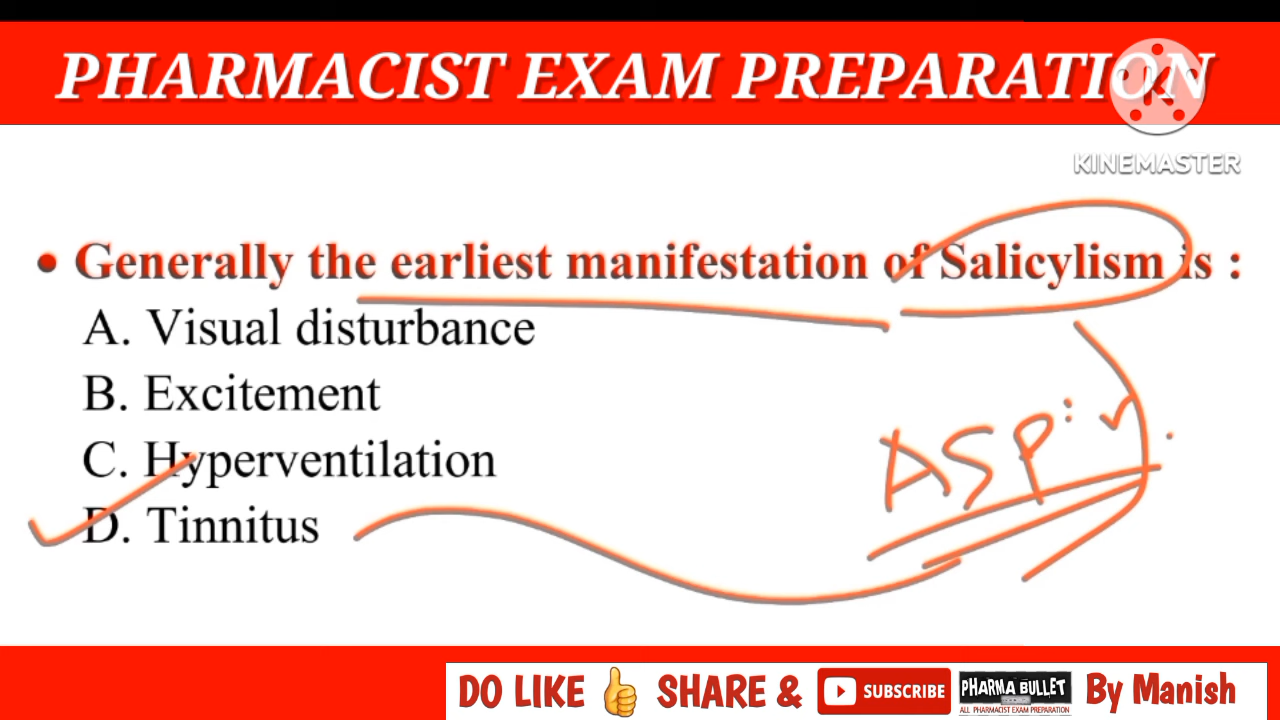 PHARMACIST EXAM PREPARATION
KINEMASTER
• Generally the earliest manifestation of Salicylism is :
A. Visual disturbance
B. Excitement
C. Hyperventilation
D. Tinnitus
ASP
DO LIKE 👍 SHARE & SUBSCRIBE PHARMA BULLET By Manish
ALL PHARMACIST EXAM PREPARATION